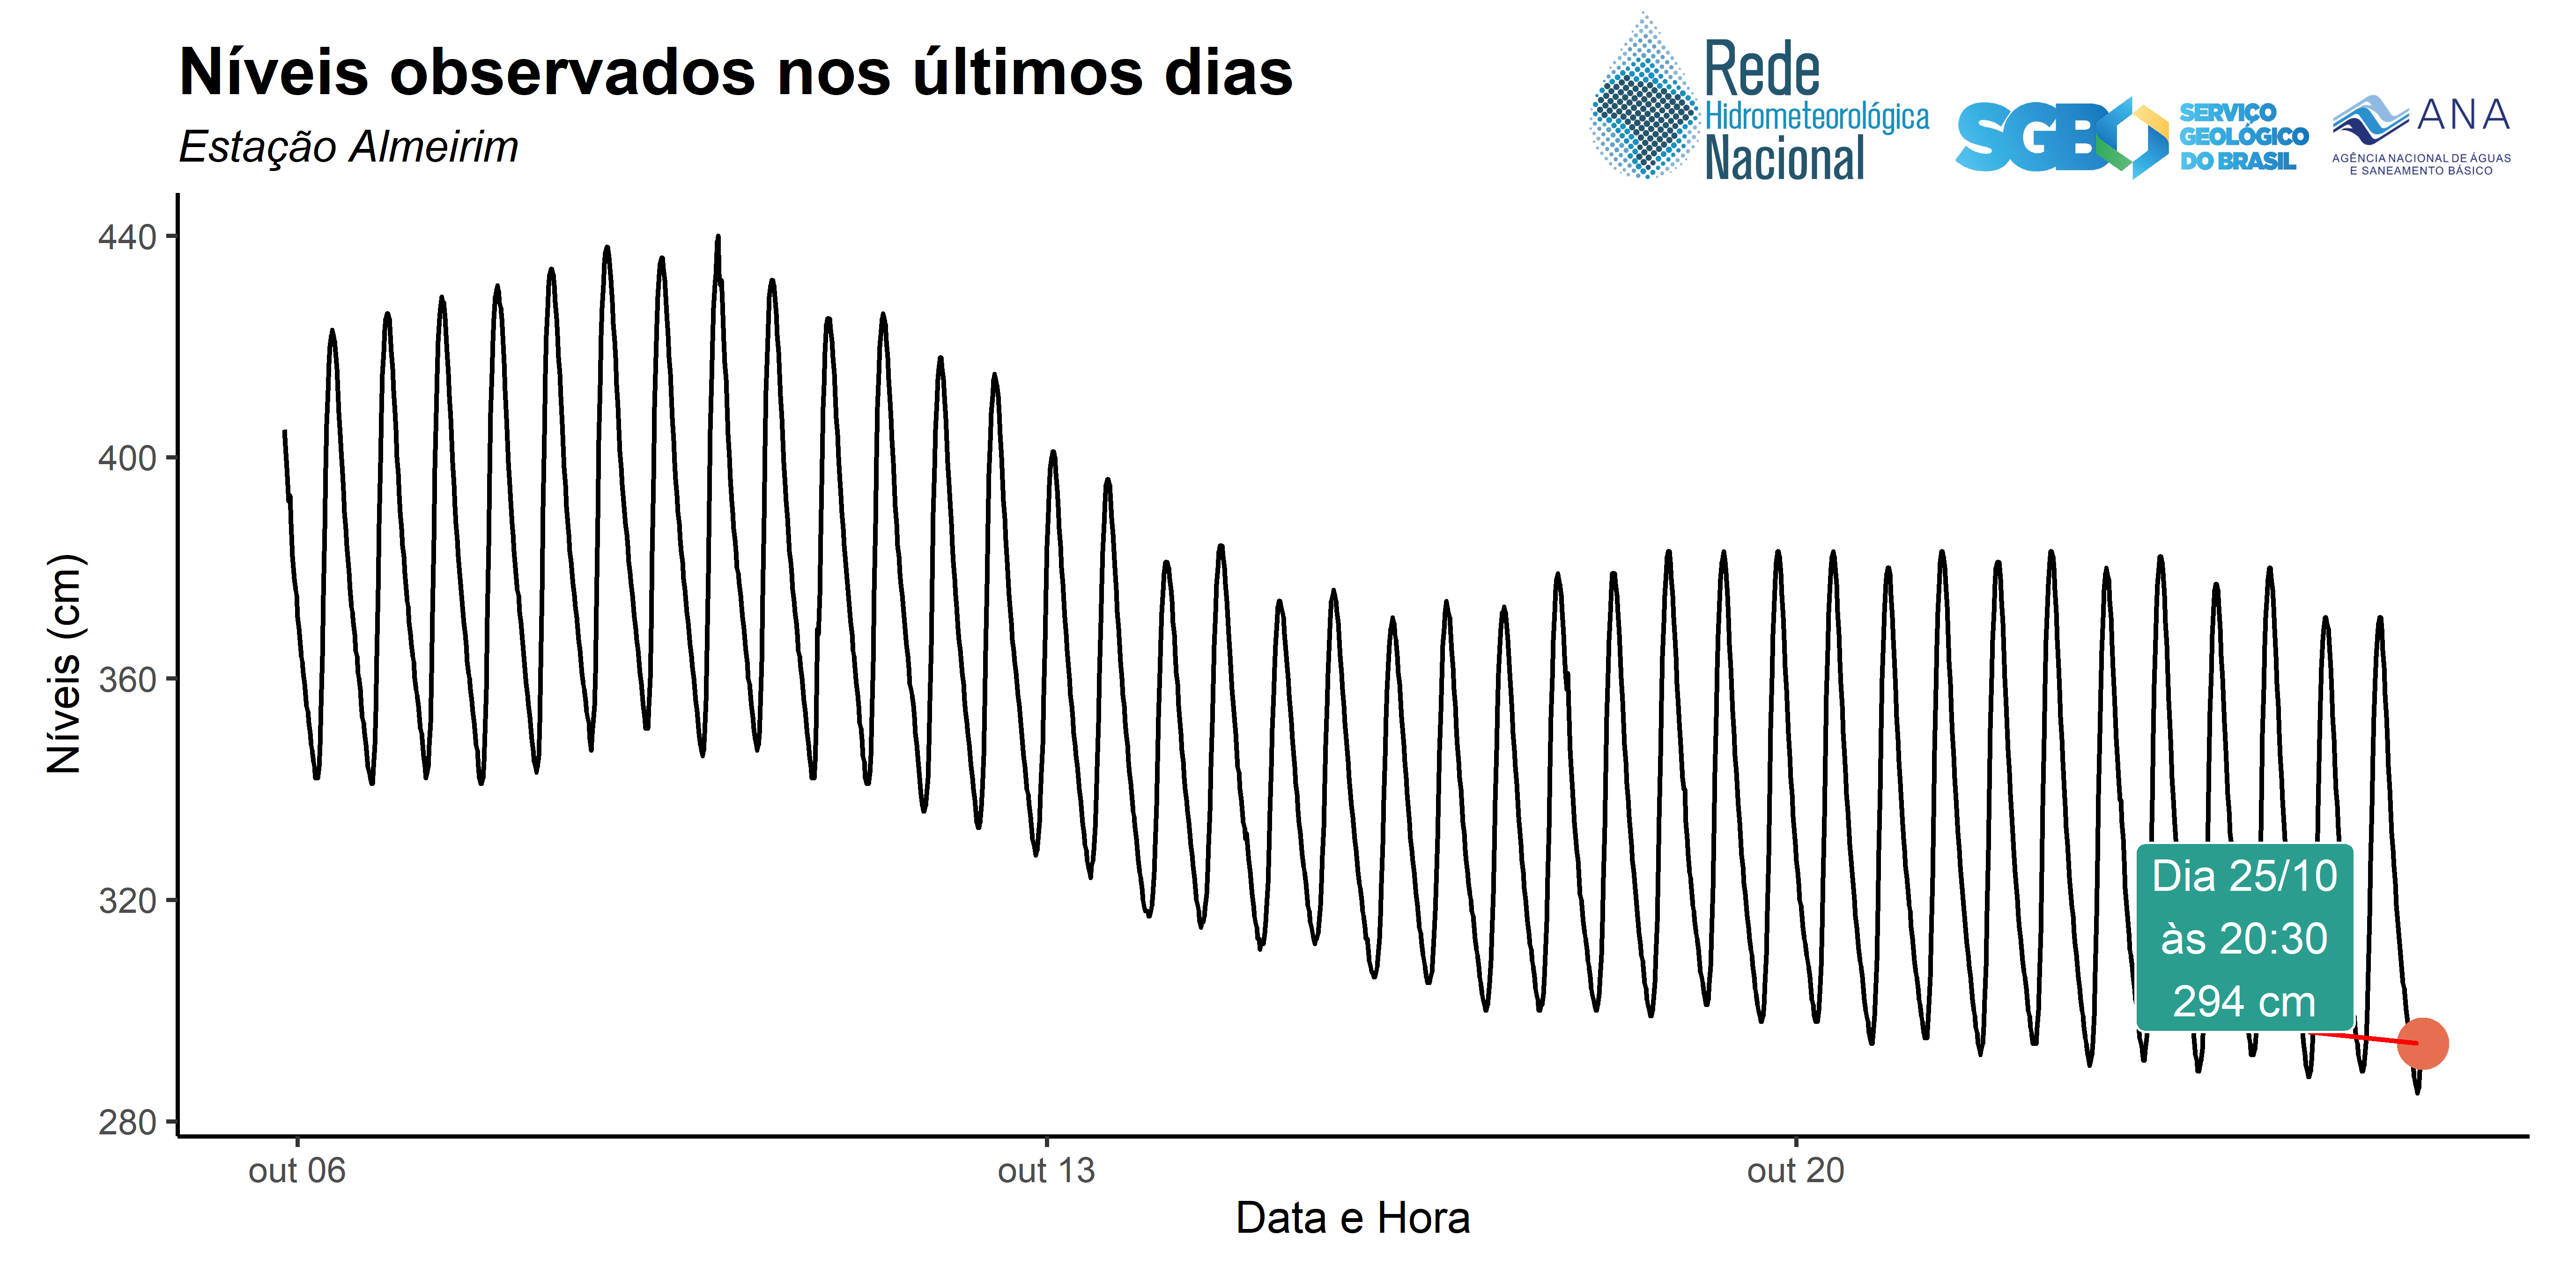 Níveis observados nos últimos dias
Estação Almeirim
Rede
Hidrometeorológica
Nacional
SGB
SERVIÇO
GEOLÓGICO
DO BRASIL
ANA
AGÊNCIA NACIONAL DE ÁGUAS
E SANEAMENTO BÁSICO
Níveis (cm)
440
400
360
320
280
Dia 25/10
às 20:30
294 cm
out 06
out 13
out 20
Data e Hora